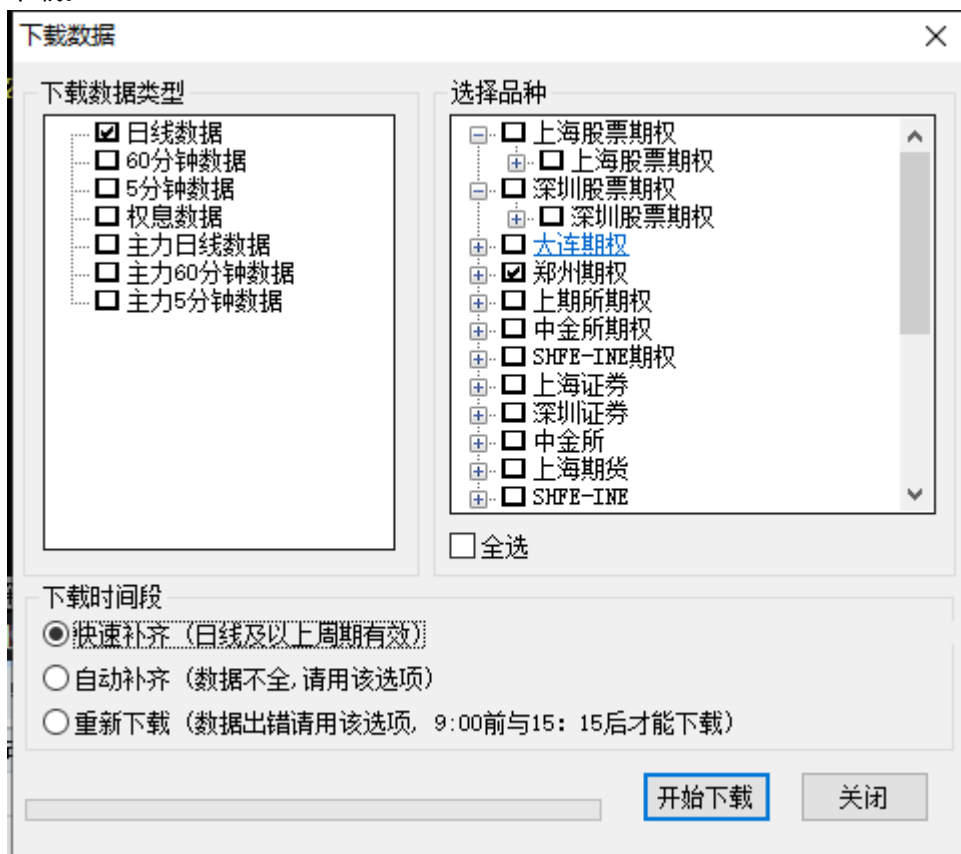 下载数据
下载数据类型
日线数据
60分钟数据
5分钟数据
权息数据
主力日线数据
主力60分钟数据
主力5分钟数据
选择品种
上海股票期权
上海股票期权
深圳股票期权
深圳股票期权
大连期权
郑州期权
上期所期权
中金所期权
SHFE-INE期权
上海证券
深圳证券
中金所
上海期货
SHFE-INE
全选
下载时间段
快速补齐（日线及以上周期有效）
自动补齐（数据不全,请用该选项）
重新下载（数据出错请用该选项, 9:00前与15: 15后才能下载）
开始下载
关闭